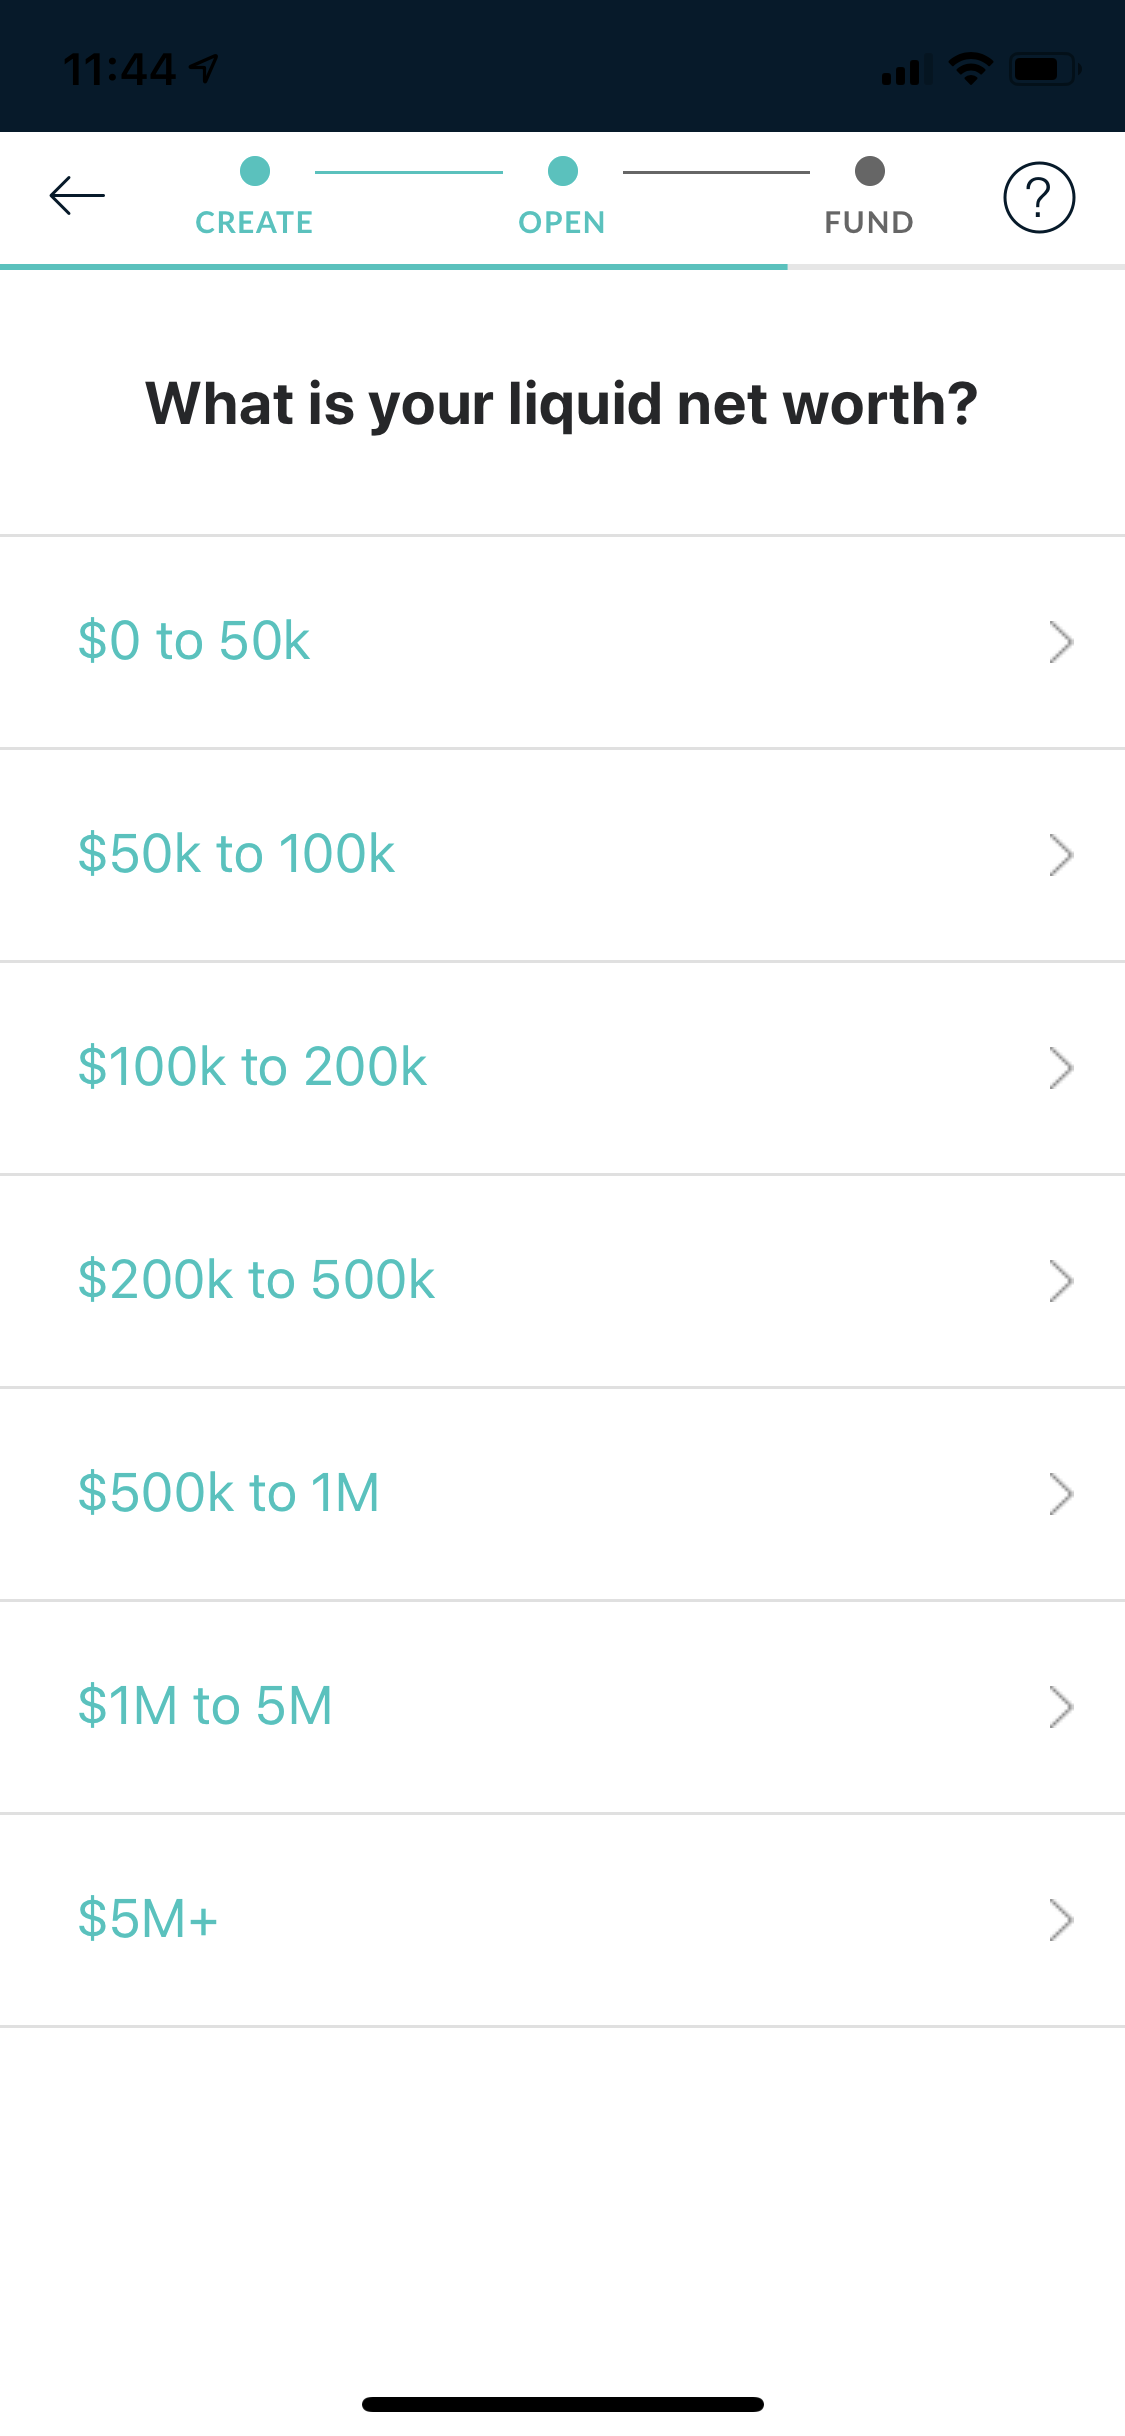 11:44
CREATE OPEN FUND
?
What is your liquid net worth?
$0 to 50k
$50k to 100k
$100k to 200k
$200k to 500k
$500k to 1M
$1M to 5M
$5M+